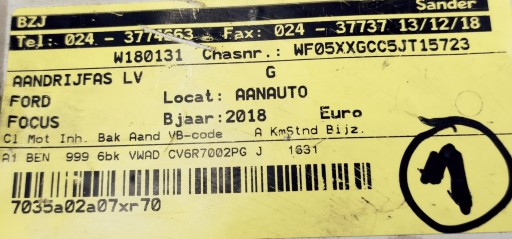 BZJ Sander
Tel: 024 - 3774663 Fax: 024 - 37737 13/12/18
W180131 Chasnr.: WF05XXGCC5JT15723
AANDRIJFAS LV G
FORD Locat: AANAUTO
FOCUS Bjaar:2018 Euro
Cl Mot Inh. Bak Aand VB-code A KmStnd Bijz.
A1 BEN 999 6bk VWAD CV6R7002PG J 1631
7035a02a07xr70
1